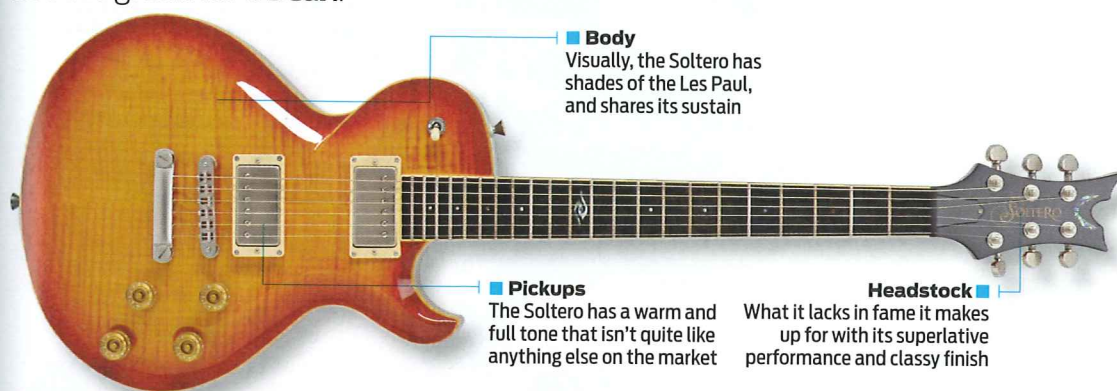 Body
Visually, the Soltero has
shades of the Les Paul,
and shares its sustain
SOLTERO
Pickups
The Soltero has a warm and
full tone that isn't quite like
anything else on the market
Headstock
What it lacks in fame it makes
up for with its superlative
performance and classy finish